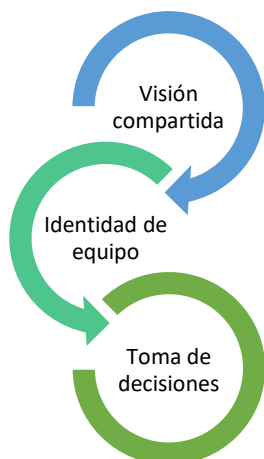 Visión
compartida
Identidad de
equipo
Toma de
decisiones